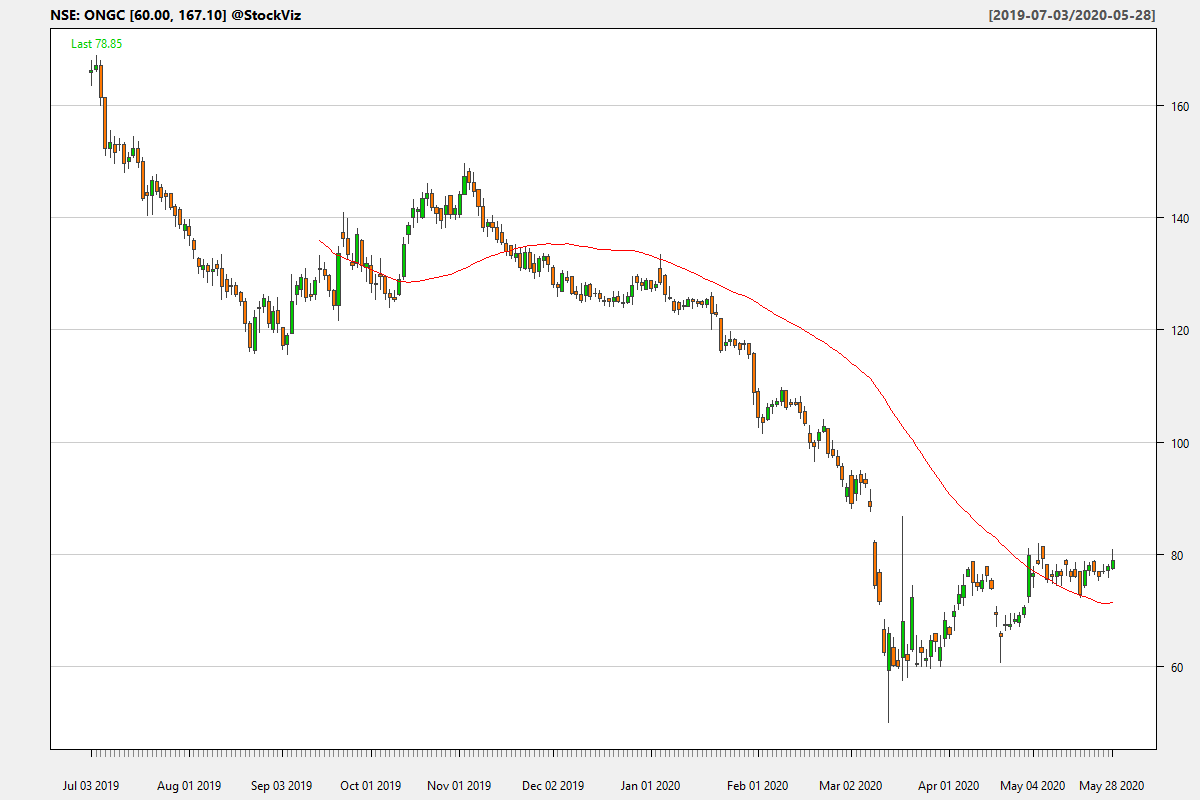 NSE: ONGC [60.00, 167.10] @StockViz [2019-07-03/2020-05-28]
Last 78.85
160
140
120
100
80
60
Jul 03 2019 Aug 01 2019 Sep 03 2019 Oct 01 2019 Nov 01 2019 Dec 02 2019 Jan 01 2020 Feb 01 2020 Mar 02 2020 Apr 01 2020 May 04 2020 May 28 2020